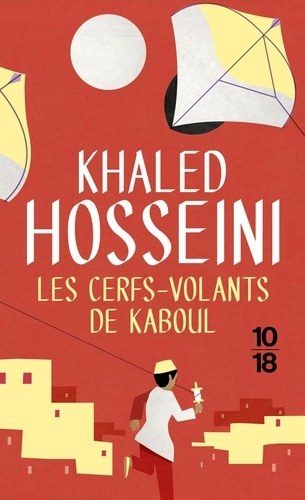 KHALED
HOSSEINI
LES CERFS-VOLANTS
DE KABOUL
10
18